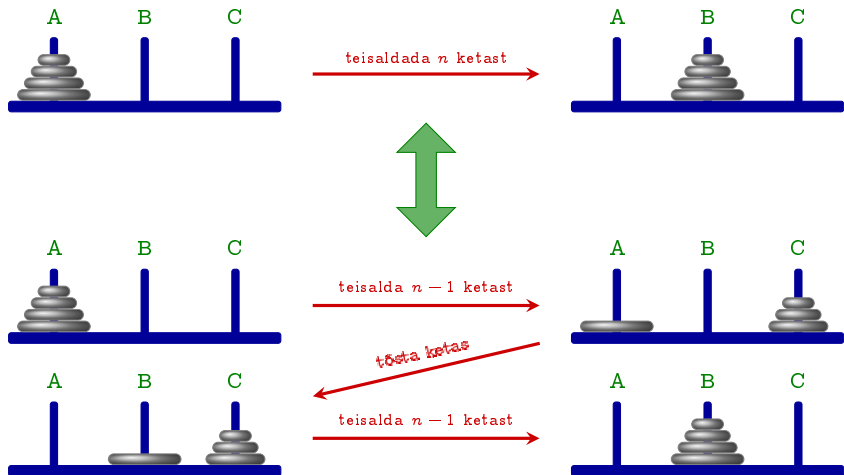 A B C
teisaldada n ketast
A B C
A B C
teisalda n − 1 ketast
A B C
tõsta ketas
A B C
teisalda n − 1 ketast
A B C